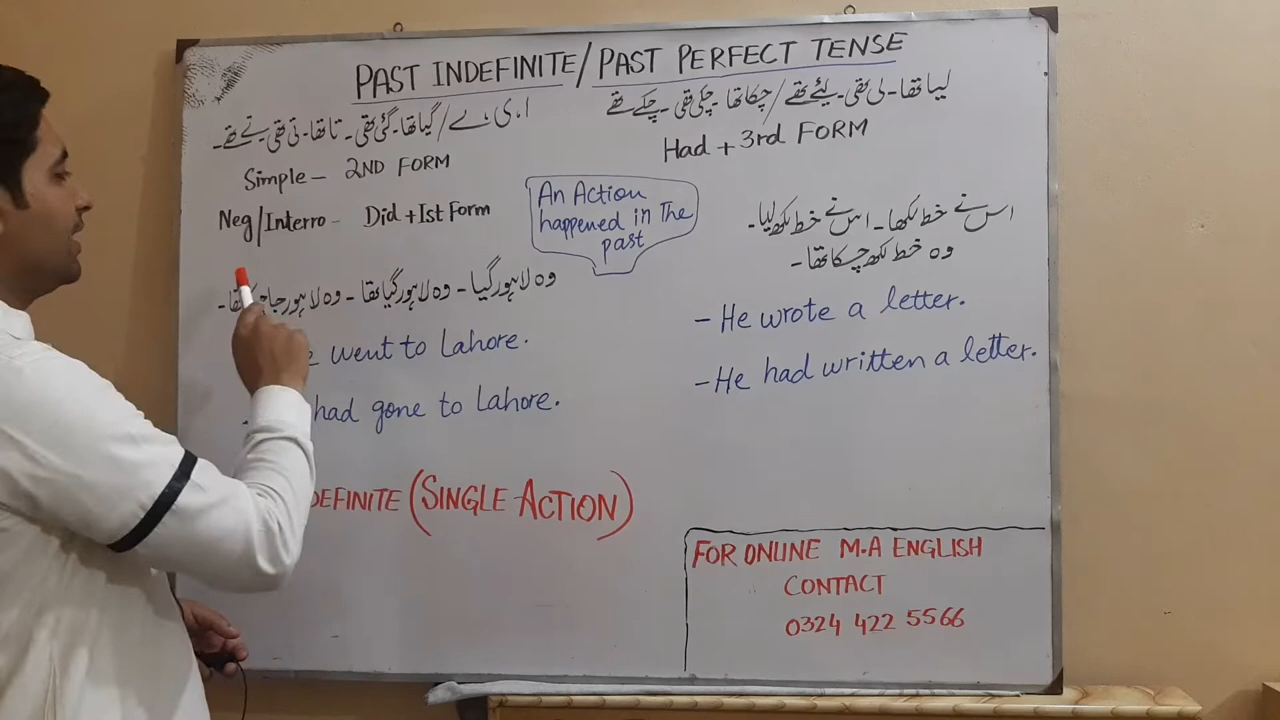 PAST INDEFINITE/PAST PERFECT TENSE
ا، ی، ے/گیا تھا۔ گئی تھی۔ تا تھا۔ تی تھی۔ تے تھے۔
Simple – 2ND FORM
Neg/Interro – Did + Ist Form
وہ لاہور گیا۔ وہ لاہور گیا تھا۔ وہ لاہور جا تھا۔
went to Lahore.
had gone to Lahore.
DEFINITE (SINGLE ACTION)
An Action
happened in The
past
لیا تھا۔ لی تھی۔ لئے تھے/چکا تھا۔ چکی تھی۔ چکے تھے
Had + 3rd FORM
اس نے خط لکھا۔ اس نے خط لکھ لیا۔
وہ خط لکھ چکا تھا۔
– He wrote a letter.
– He had written a letter.
FOR ONLINE M.A ENGLISH
CONTACT
0324 422 5566